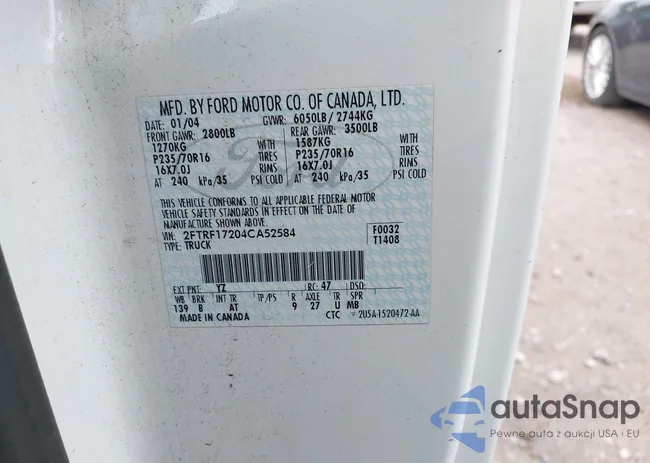 MFD. BY FORD MOTOR CO. OF CANADA, LTD.
DATE: 01/04 GVWR: 6050LB/ 2744KG
FRONT GAWR: 2800LB REAR GAWR: 3500LB
1270KG WITH 1587KG WITH
P235/70R16 TIRES P235/70R16 TIRES
16X7.0J RIMS 16X7.0J RIMS
AT 240 kPa/35 PSI COLD AT 240 kPa/35 PSI COLD
THIS VEHICLE CONFORMS TO ALL APPLICABLE FEDERAL MOTOR
VEHICLE SAFETY STANDARDS IN EFFECT ON THE DATE OF
MANUFACTURE SHOWN ABOVE.
VIN: 2FTRF17204CA52584 F0032
TYPE: TRUCK T1408
EXT PNT: YZ RC: 47 DSO:
WB BRK INT TR TP/PS R AXLE TR SPR
139 B AT 9 27 U MB
MADE IN CANADA CTC 2U5A-1520472-AA
Ford
autaSnap
Pewne auta z aukcji USA i EU